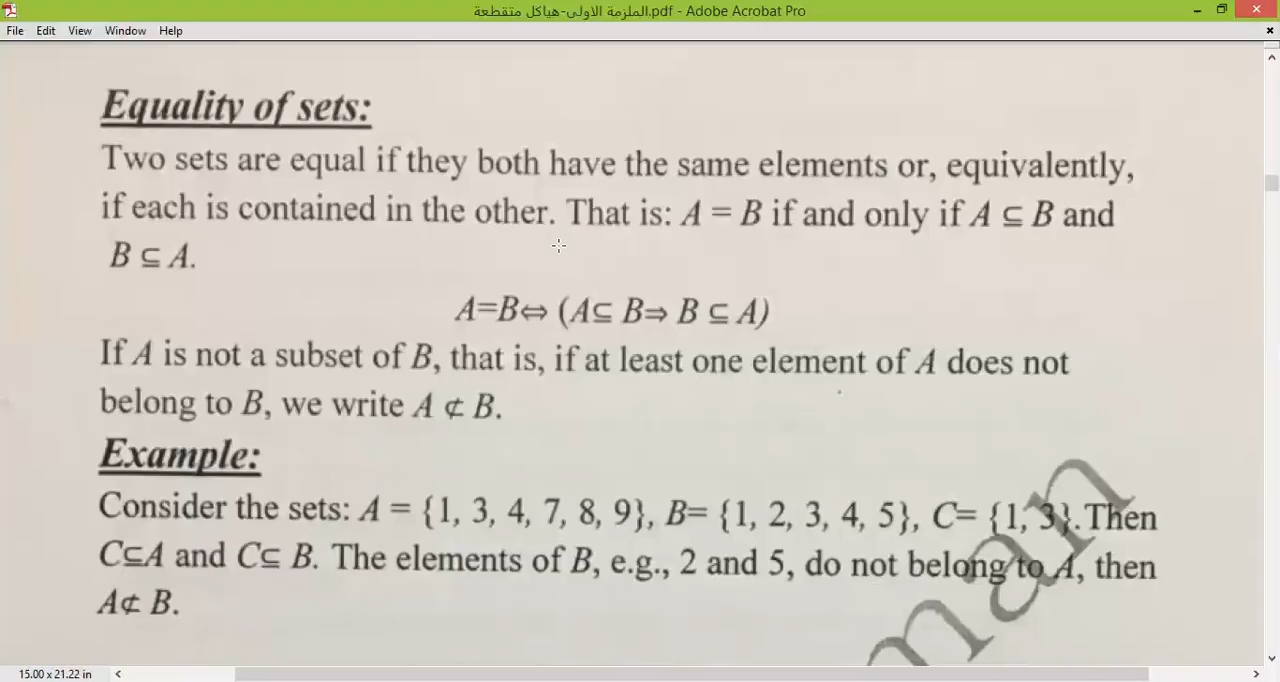 الملزمة الاولى-هياكل متقطعة.pdf - Adobe Acrobat Pro
File Edit View Window Help
Equality of sets:
Two sets are equal if they both have the same elements or, equivalently,
if each is contained in the other. That is: A = B if and only if A ⊆ B and
B ⊆ A.
A=B⇔ (A⊆ B⇒ B ⊆ A)
If A is not a subset of B, that is, if at least one element of A does not
belong to B, we write A ⊄ B.
Example:
Consider the sets: A = {1, 3, 4, 7, 8, 9}, B= {1, 2, 3, 4, 5}, C= {1, 3}.Then
C⊆A and C⊆ B. The elements of B, e.g., 2 and 5, do not belong to A, then
A⊄ B.
15.00 x 21.22 in